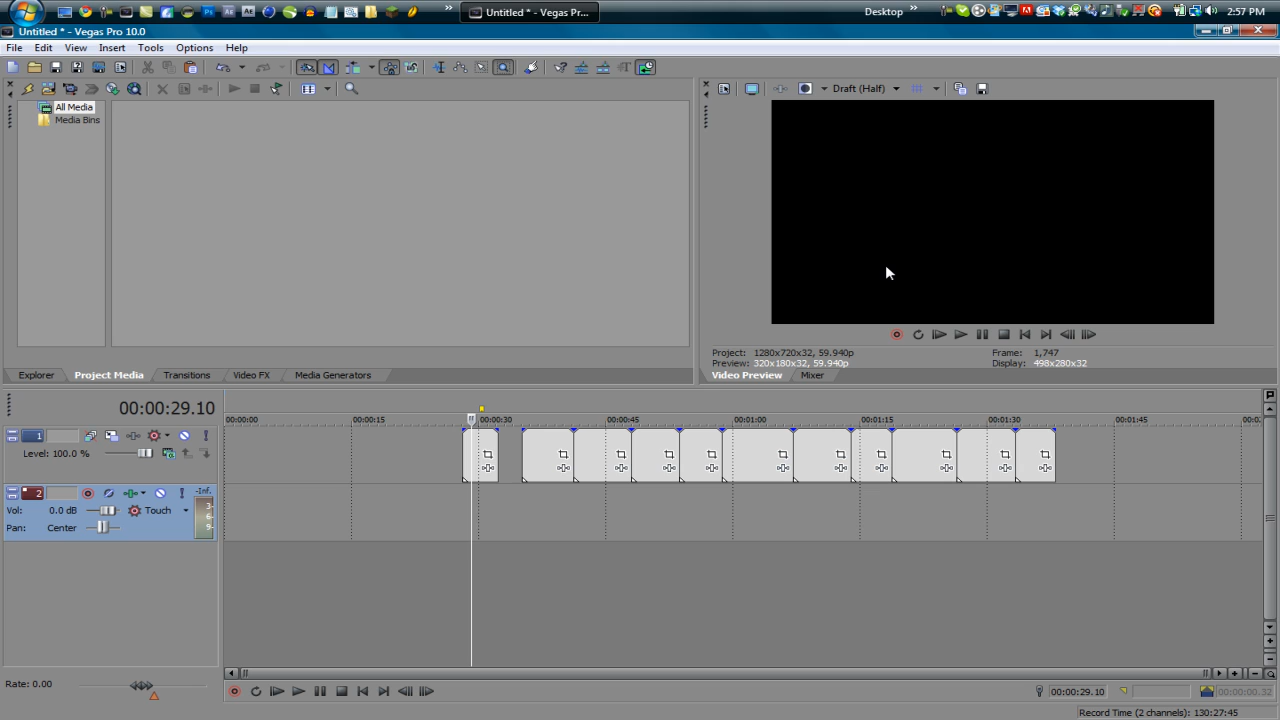 Untitled * - Vegas Pr...
Desktop
»
»
2:57 PM
Untitled * - Vegas Pro 10.0
File Edit View Insert Tools Options Help
All Media
Media Bins
Draft (Half)
Project: 1280x720x32, 59.940p
Frame: 1,747
Preview: 320x180x32, 59.940p
Display: 498x280x32
Explorer Project Media Transitions Video FX Media Generators
Video Preview Mixer
00:00:29.10
00:00:00 00:00:15 00:00:30 00:00:45 00:01:00 00:01:15 00:01:30 00:01:45
1
Level: 100.0 %
2
-Inf.
Vol: 0.0 dB Touch
Pan: Center
3-
6-
9-
Rate: 0.00
00:00:29.10
00:00:00.32
Record Time (2 channels): 130:27:45